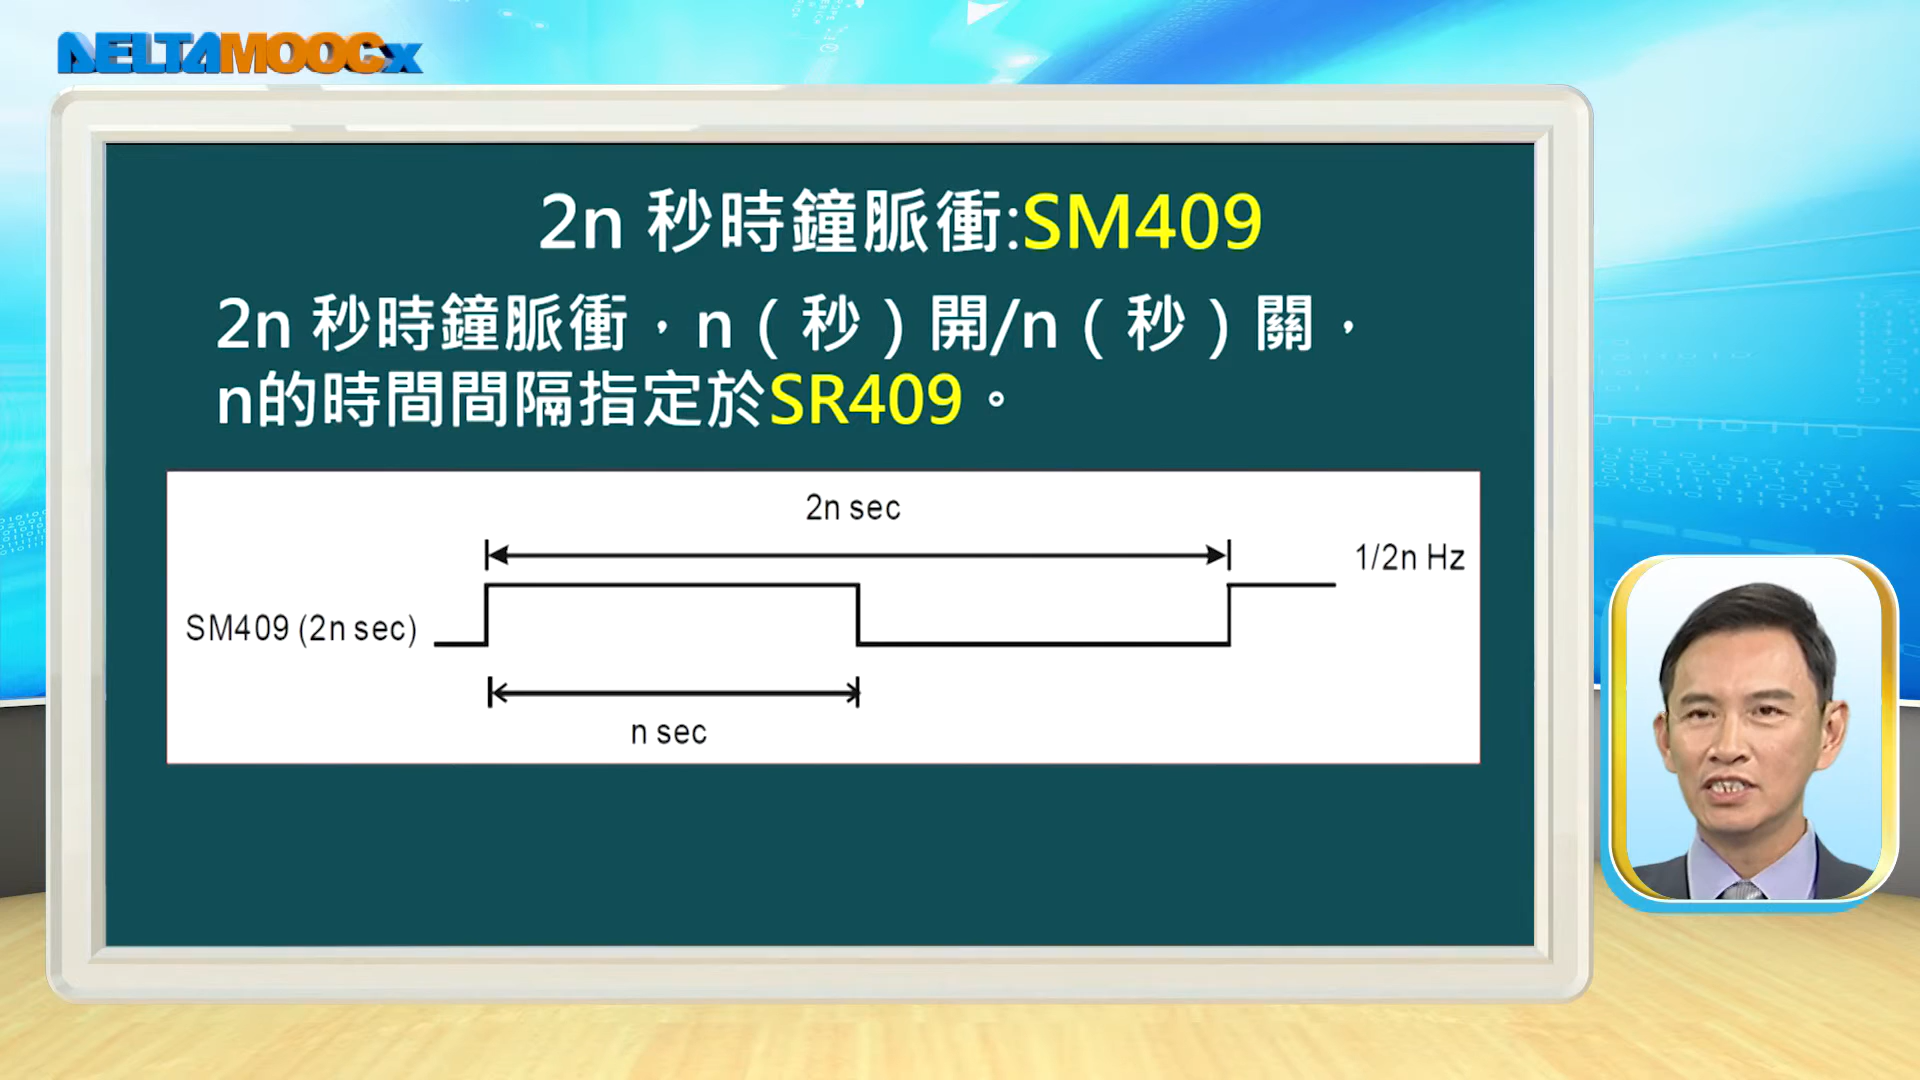 DELTAMOOCx
2n 秒時鐘脈衝:SM409
2n 秒時鐘脈衝，n（秒）開/n（秒）關，
n的時間間隔指定於SR409。
2n sec
1/2n Hz
SM409 (2n sec)
n sec